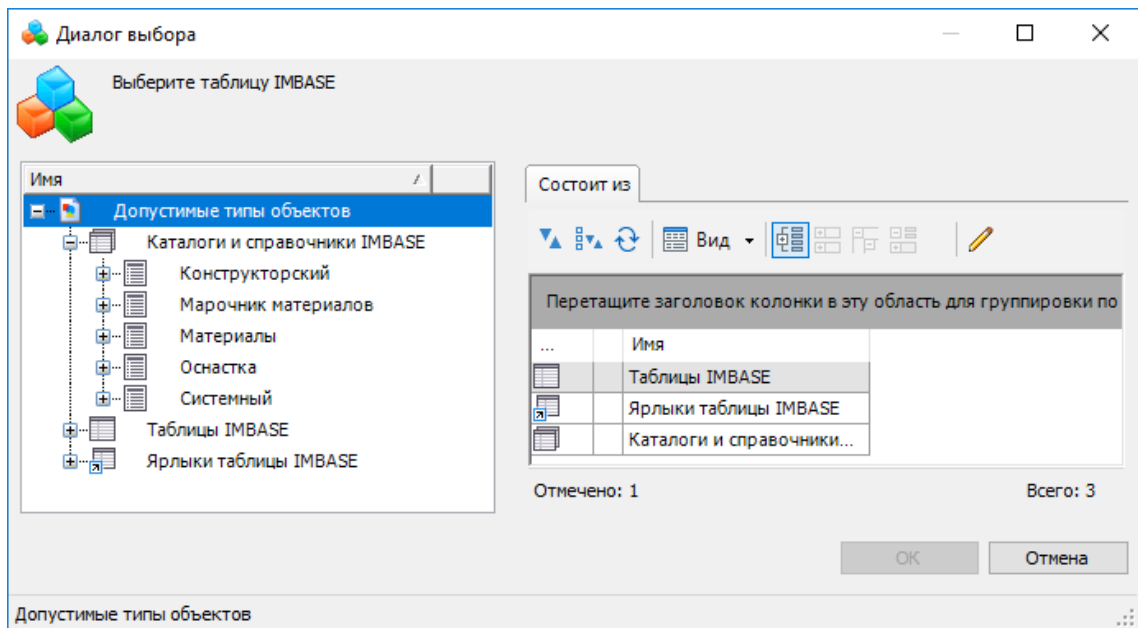 Диалог выбора
Выберите таблицу IMBASE
Имя
Допустимые типы объектов
Каталоги и справочники IMBASE
Конструкторский
Марочник материалов
Материалы
Оснастка
Системный
Таблицы IMBASE
Ярлыки таблицы IMBASE
Состоит из
Вид
Перетащите заголовок колонки в эту область для группировки по
... Имя
Таблицы IMBASE
Ярлыки таблицы IMBASE
Каталоги и справочники...
Отмечено: 1 Всего: 3
OK Отмена
Допустимые типы объектов